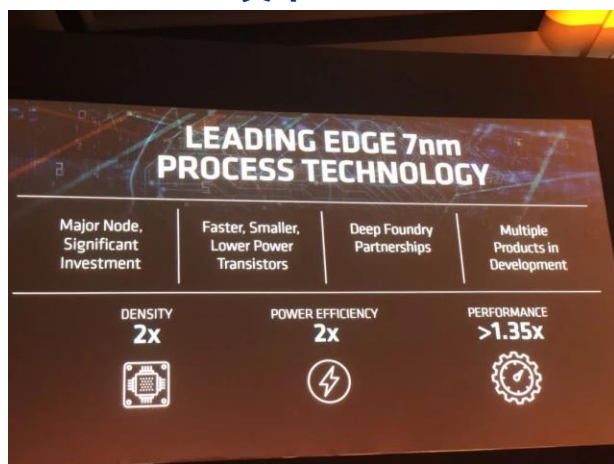 LEADING EDGE 7nm
PROCESS TECHNOLOGY
Major Node,
Significant
Investment
Faster, Smaller,
Lower Power
Transistors
Deep Foundry
Partnerships
Multiple
Products in
Development
DENSITY
2x
POWER EFFICIENCY
2x
PERFORMANCE
>1.35x